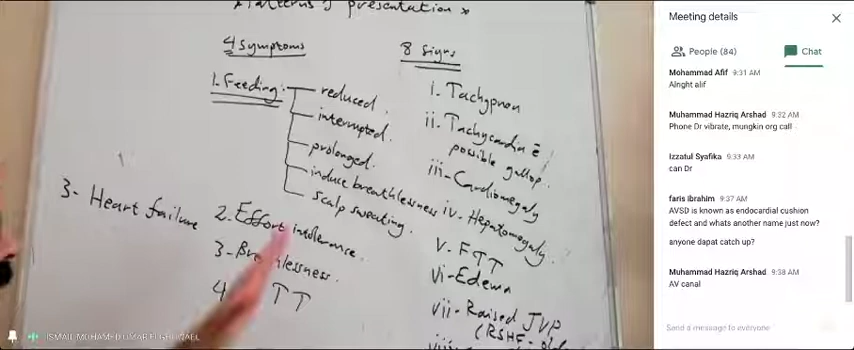 Patterns of presentation
4 Symptoms
1. Feeding
reduced.
interrupted.
prolonged.
induce breathlessness
scalp sweating.
2. Effort intolerance.
3- Br lessness.
4 TT
3- Heart failure
8 Signs
i. Tachypnea
ii. Tachycardia c̄
possible gallop.
iii- Cardiomegaly
iv- Hepatomegaly.
V. FTT
vi- Edema
vii- Raised JVP
(RSHF -
Meeting details
People (84)
Chat
Mohammad Afif 9:31 AM
Alright alif
Muhammad Hazriq Arshad 9:32 AM
Phone Dr vibrate, mungkin org call
Izzatul Syafika 9:33 AM
can Dr
faris ibrahim 9:37 AM
AVSD is known as endocardial cushion
defect and whats another name just now?
anyone dapat catch up?
Muhammad Hazriq Arshad 9:38 AM
AV canal
Send a message to everyone
ISMAIL MOHAMED OMAR